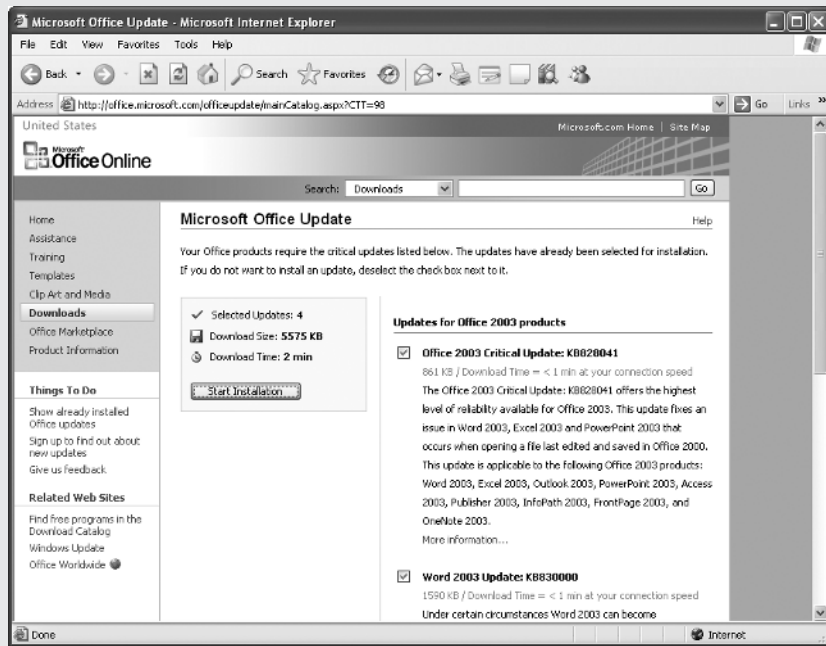 Microsoft Office Update - Microsoft Internet Explorer
File Edit View Favorites Tools Help
Back Search Favorites
Address http://office.microsoft.com/officeupdate/mainCatalog.aspx?CTT=98 Go Links »
United States
Microsoft.com Home | Site Map
Microsoft
Office Online
Search: Downloads Go
Home
Assistance
Training
Templates
Clip Art and Media
Downloads
Office Marketplace
Product Information
Things To Do
Show already installed
Office updates
Sign up to find out about
new updates
Give us feedback
Related Web Sites
Find free programs in the
Download Catalog
Windows Update
Office Worldwide
Microsoft Office Update
Help
Your Office products require the critical updates listed below. The updates have already been selected for installation.
If you do not want to install an update, deselect the check box next to it.
Selected Updates: 4
Download Size: 5575 KB
Download Time: 2 min
Start Installation
Updates for Office 2003 products
Office 2003 Critical Update: KB828041
861 KB / Download Time = < 1 min at your connection speed
The Office 2003 Critical Update: KB828041 offers the highest
level of reliability available for Office 2003. This update fixes an
issue in Word 2003, Excel 2003 and PowerPoint 2003 that
occurs when opening a file last edited and saved in Office 2000.
This update is applicable to the following Office 2003 products:
Word 2003, Excel 2003, Outlook 2003, PowerPoint 2003, Access
2003, Publisher 2003, InfoPath 2003, FrontPage 2003, and
OneNote 2003.
More information...
Word 2003 Update: KB830000
1590 KB / Download Time = < 1 min at your connection speed
Under certain circumstances Word 2003 can become
Done
Internet